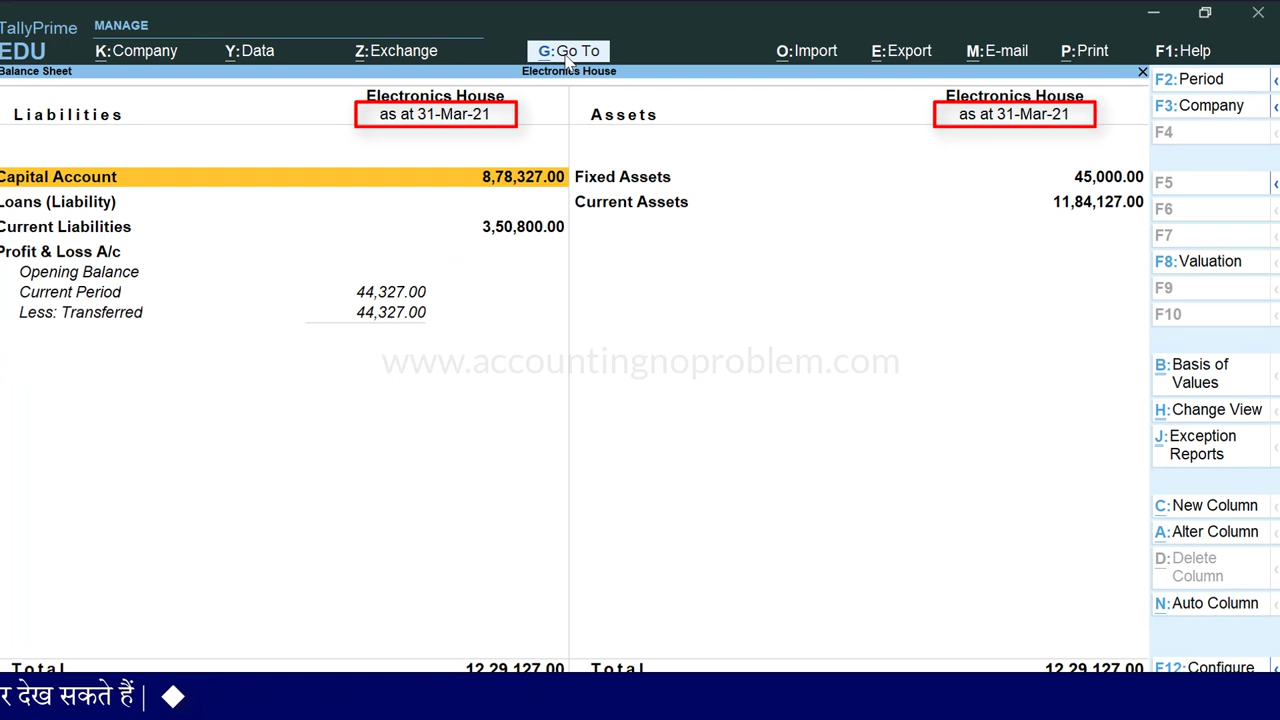 TallyPrime
MANAGE
EDU
K:Company
Y:Data
Z:Exchange
G:Go To
O:Import
E:Export
M:E-mail
P:Print
F1:Help
Balance Sheet
Electronics House
Liabilities
Electronics House
as at 31-Mar-21
Assets
Electronics House
as at 31-Mar-21
Capital Account 8,78,327.00
Loans (Liability)
Current Liabilities 3,50,800.00
Profit & Loss A/c
Opening Balance
Current Period 44,327.00
Less: Transferred 44,327.00
Fixed Assets 45,000.00
Current Assets 11,84,127.00
www.accountingnoproblem.com
Total 12,29,127.00
Total 12,29,127.00
F2:Period
F3:Company
F4
F5
F6
F7
F8:Valuation
F9
F10
B:Basis of
Values
H:Change View
J:Exception
Reports
C:New Column
A:Alter Column
D:Delete
Column
N:Auto Column
F12:Configure
र देख सकते हैं |